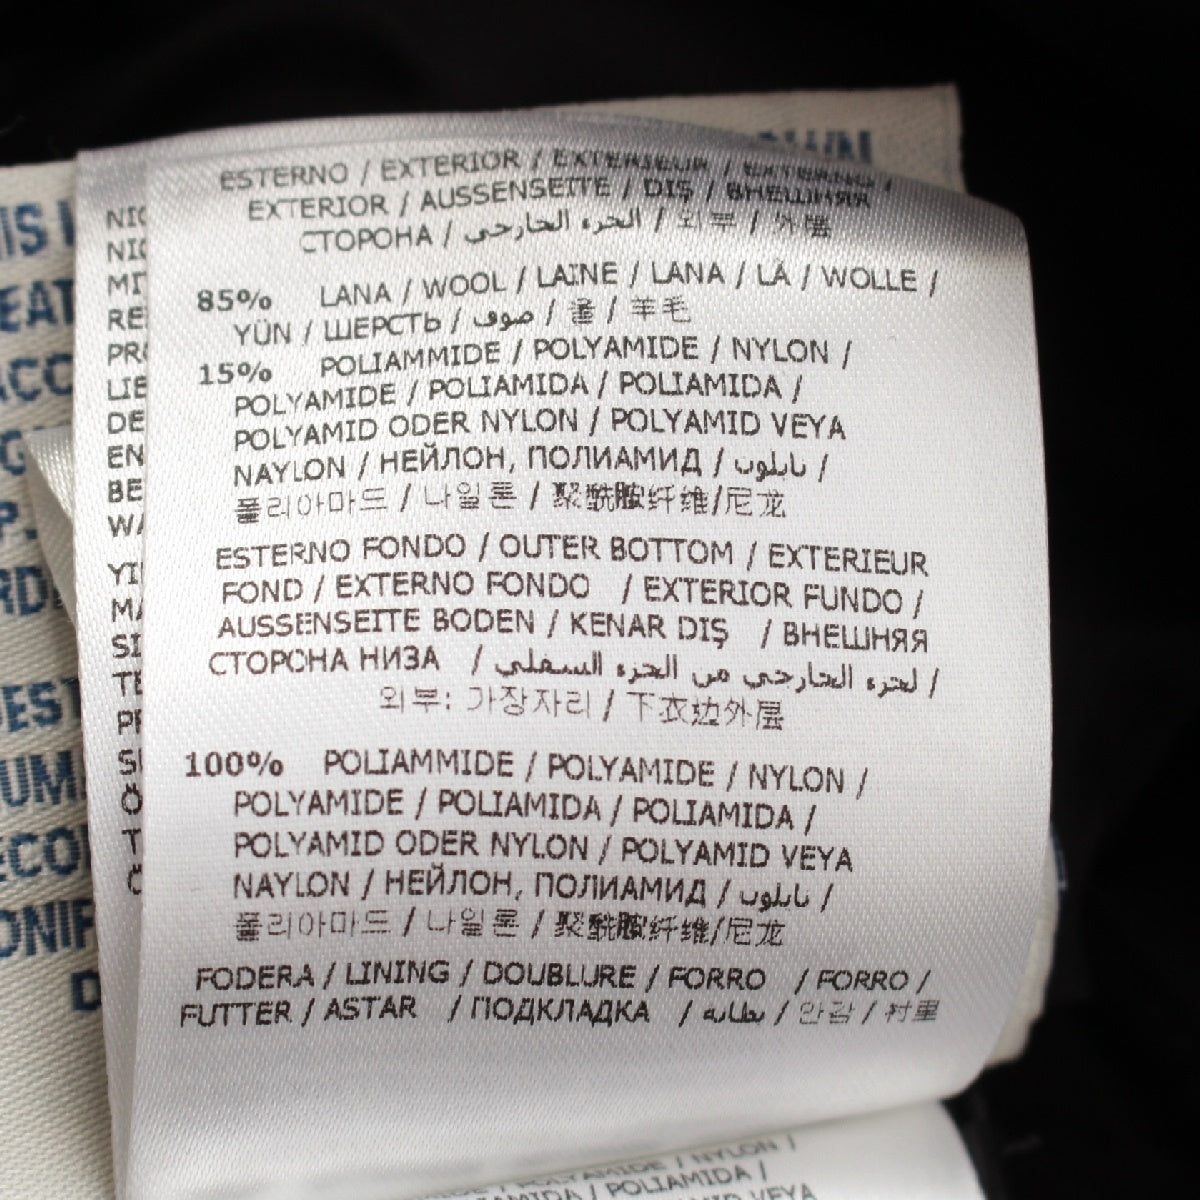 ESTERNO / EXTERIOR / EXTERIEUR / EXTERNO /
EXTERIOR / AUSSENSEITE / DIŞ / ВНЕШНЯЯ
СТОРОНА / الجزء الخارجي / 외부 / 外层
85% LANA / WOOL / LAINE / LANA / LÃ / WOLLE /
YÜN / ШЕРСТЬ / صوف / 울 / 羊毛
15% POLIAMMIDE / POLYAMIDE / NYLON /
POLYAMIDE / POLIAMIDA / POLIAMIDA /
POLYAMID ODER NYLON / POLYAMID VEYA
NAYLON / НЕЙЛОН, ПОЛИАМИД / نايلون /
폴리아마드 / 나일론 / 聚酰胺纤维/尼龙
ESTERNO FONDO / OUTER BOTTOM / EXTERIEUR
FOND / EXTERNO FONDO / EXTERIOR FUNDO /
AUSSENSEITE BODEN / KENAR DIŞ / ВНЕШНЯЯ
СТОРОНА НИЗА / لجزء الخارجي من الجزء السفلي /
외부: 가장자리 / 下衣边外层
100% POLIAMMIDE / POLYAMIDE / NYLON /
POLYAMIDE / POLIAMIDA / POLIAMIDA /
POLYAMID ODER NYLON / POLYAMID VEYA
NAYLON / НЕЙЛОН, ПОЛИАМИД / نايلون /
폴리아마드 / 나일론 / 聚酰胺纤维/尼龙
FODERA / LINING / DOUBLURE / FORRO / FORRO /
FUTTER / ASTAR / ПОДКЛАДКА / بطانه / 안감 / 衬里
POLYAMIDE / NYLON /
POLIAMIDA /
VEYA